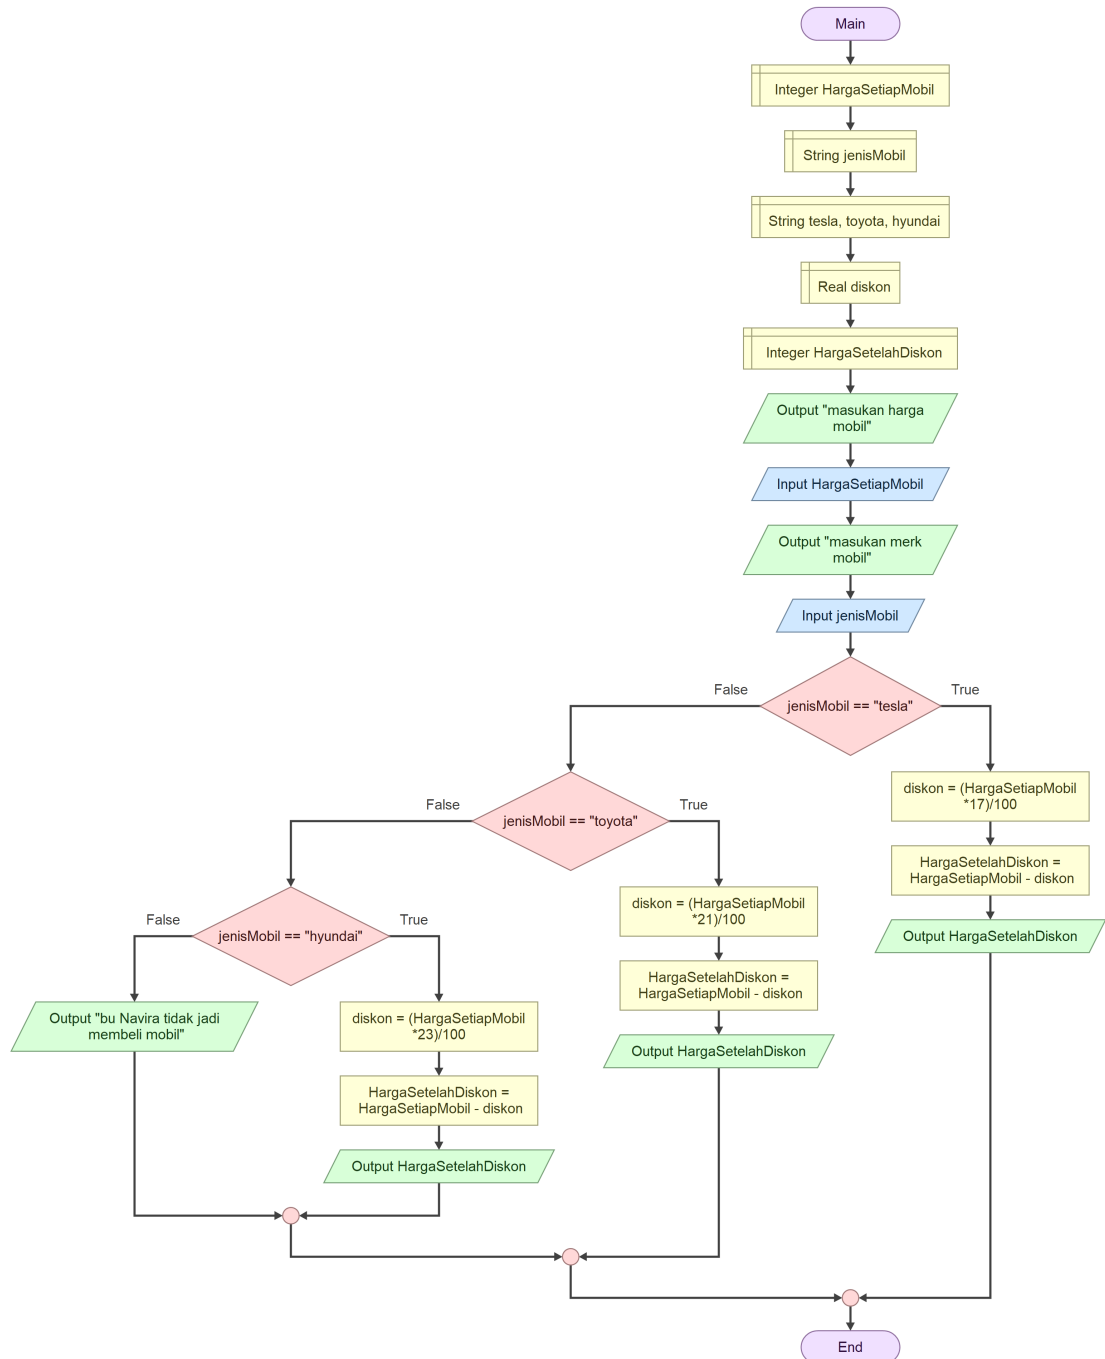 Main
Integer HargaSetiapMobil
String jenisMobil
String tesla, toyota, hyundai
Real diskon
Integer HargaSetelahDiskon
Output "masukan harga
mobil"
Input HargaSetiapMobil
Output "masukan merk
mobil"
Input jenisMobil
False
True
jenisMobil == "tesla"
diskon = (HargaSetiapMobil
*17)/100
HargaSetelahDiskon =
HargaSetiapMobil - diskon
Output HargaSetelahDiskon
False
True
jenisMobil == "toyota"
diskon = (HargaSetiapMobil
*21)/100
HargaSetelahDiskon =
HargaSetiapMobil - diskon
Output HargaSetelahDiskon
False
True
jenisMobil == "hyundai"
Output "bu Navira tidak jadi
membeli mobil"
diskon = (HargaSetiapMobil
*23)/100
HargaSetelahDiskon =
HargaSetiapMobil - diskon
Output HargaSetelahDiskon
End